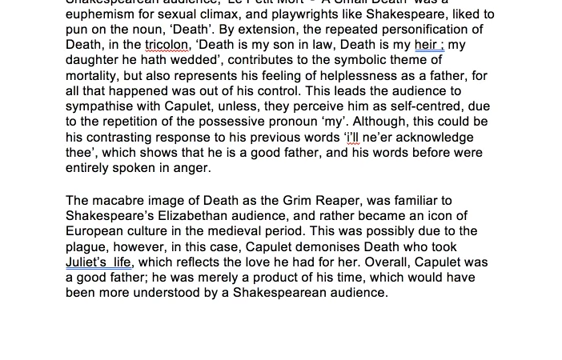 Shakespearean audience, 'Le Petit Mort - A Small Death' was a
euphemism for sexual climax, and playwrights like Shakespeare, liked to
pun on the noun, 'Death'. By extension, the repeated personification of
Death, in the tricolon, 'Death is my son in law, Death is my heir ; my
daughter he hath wedded', contributes to the symbolic theme of
mortality, but also represents his feeling of helplessness as a father, for
all that happened was out of his control. This leads the audience to
sympathise with Capulet, unless, they perceive him as self-centred, due
to the repetition of the possessive pronoun 'my'. Although, this could be
his contrasting response to his previous words 'i'll ne'er acknowledge
thee', which shows that he is a good father, and his words before were
entirely spoken in anger.
The macabre image of Death as the Grim Reaper, was familiar to
Shakespeare's Elizabethan audience, and rather became an icon of
European culture in the medieval period. This was possibly due to the
plague, however, in this case, Capulet demonises Death who took
Juliet's life, which reflects the love he had for her. Overall, Capulet was
a good father; he was merely a product of his time, which would have
been more understood by a Shakespearean audience.